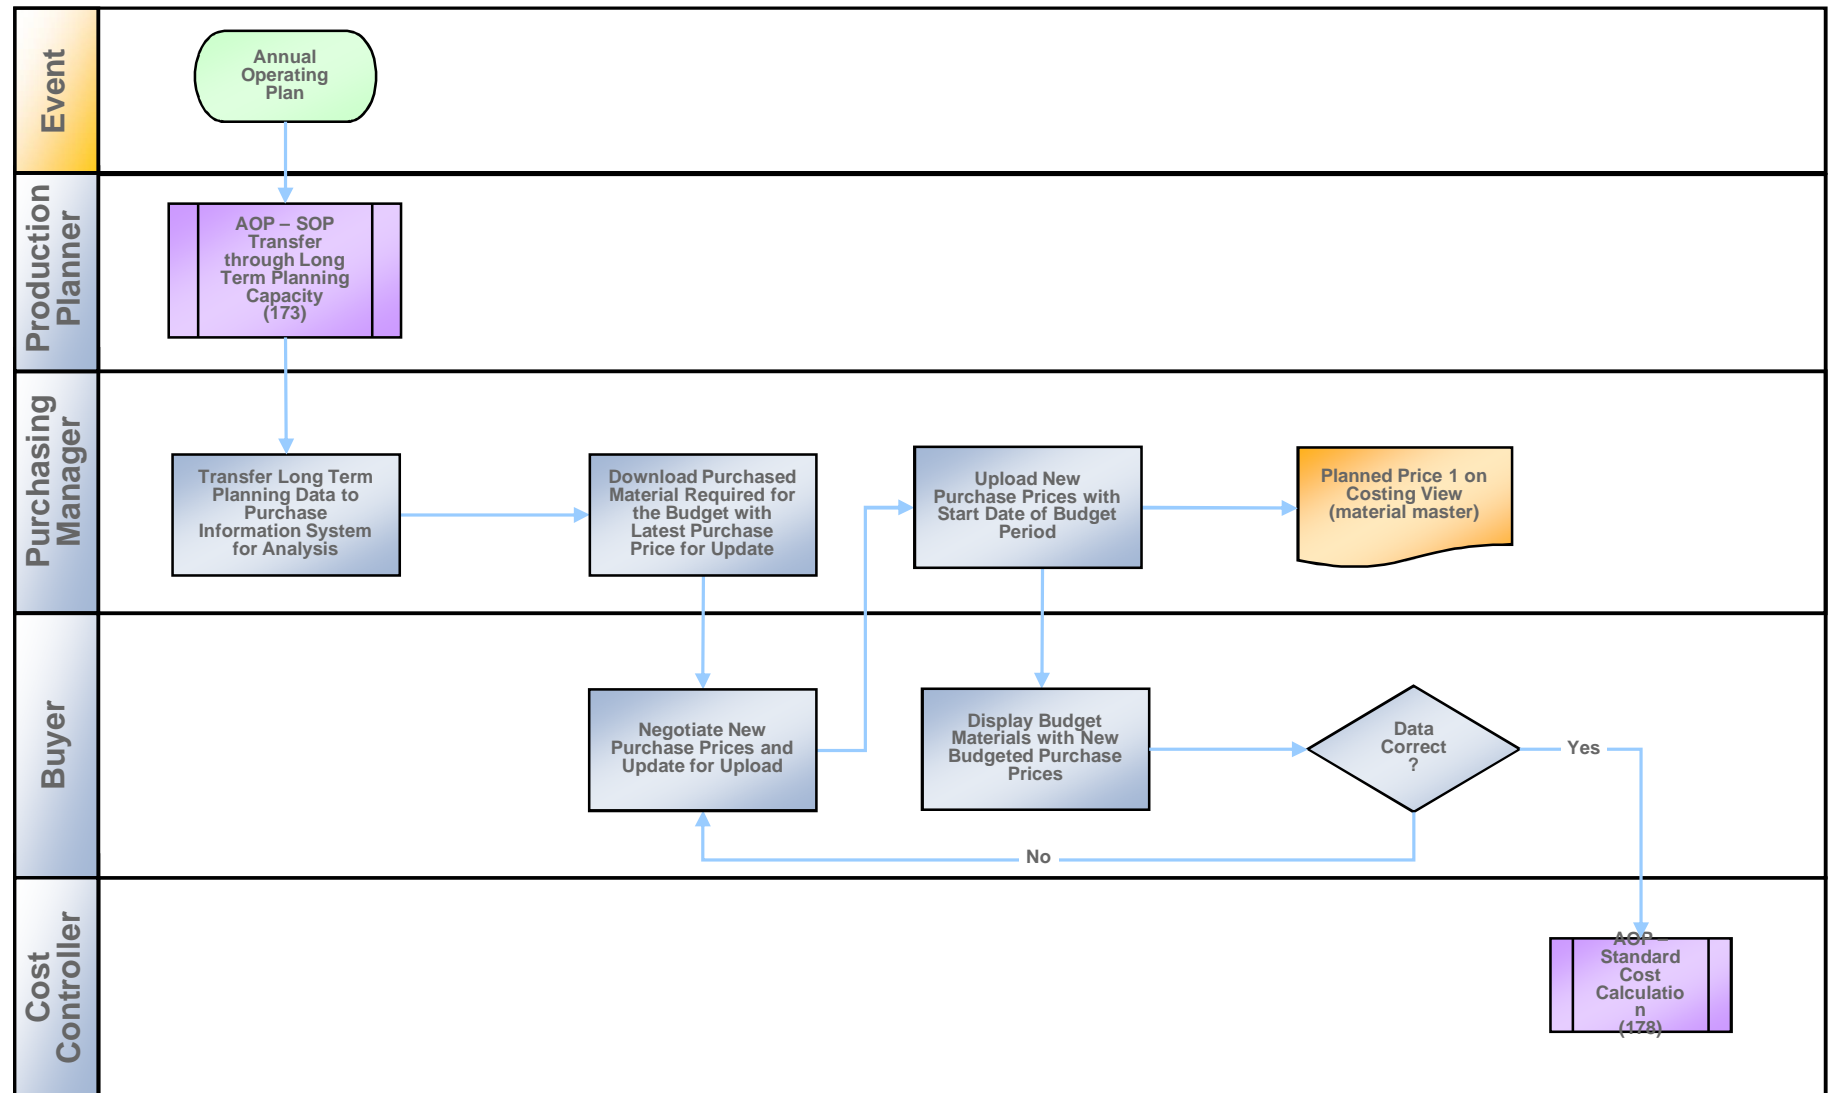 Event
Annual
Operating
Plan
Production
Planner
AOP – SOP
Transfer
through Long
Term Planning
Capacity
(173)
Purchasing
Manager
Transfer Long Term
Planning Data to
Purchase
Information System
for Analysis
Download Purchased
Material Required for
the Budget with
Latest Purchase
Price for Update
Upload New
Purchase Prices with
Start Date of Budget
Period
Planned Price 1 on
Costing View
(material master)
Buyer
Negotiate New
Purchase Prices and
Update for Upload
Display Budget
Materials with New
Budgeted Purchase
Prices
Data
Correct
?
Yes
No
Cost
Controller
AOP –
Standard
Cost
Calculatio
n
(178)